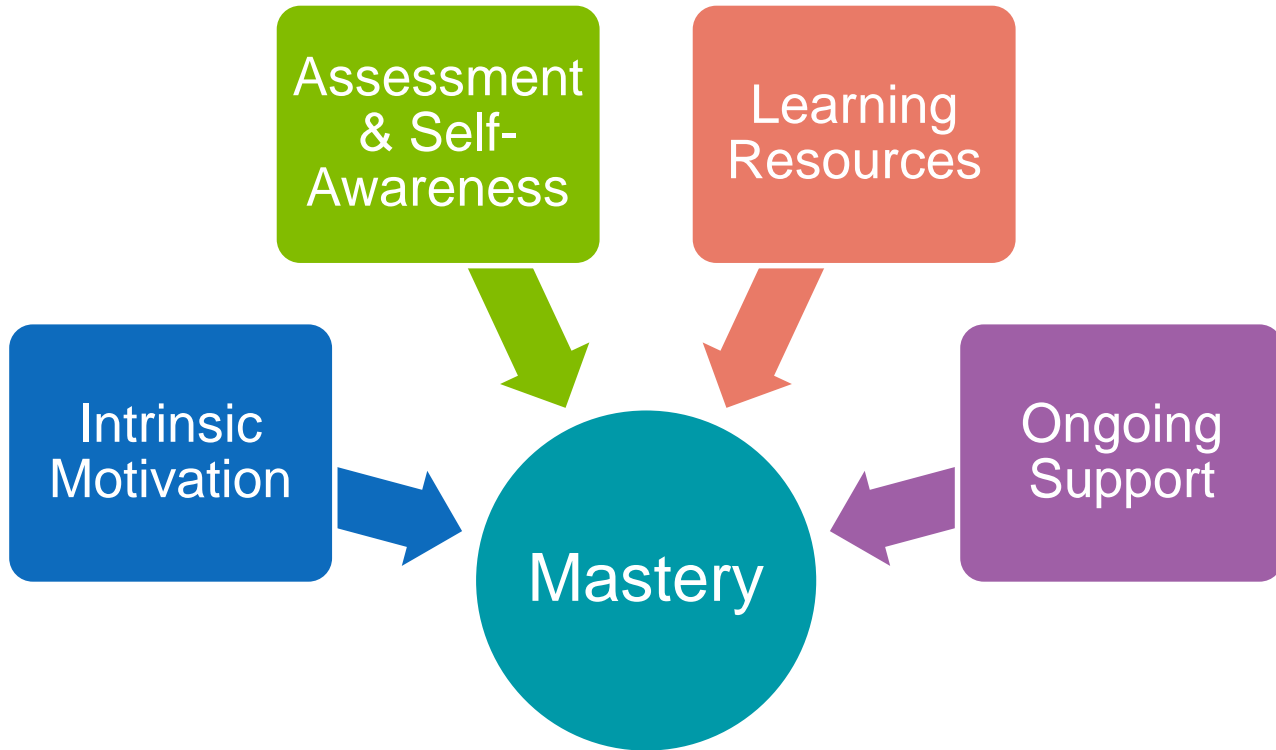 Assessment
& Self-
Awareness
Learning
Resources
Intrinsic
Motivation
Ongoing
Support
Mastery